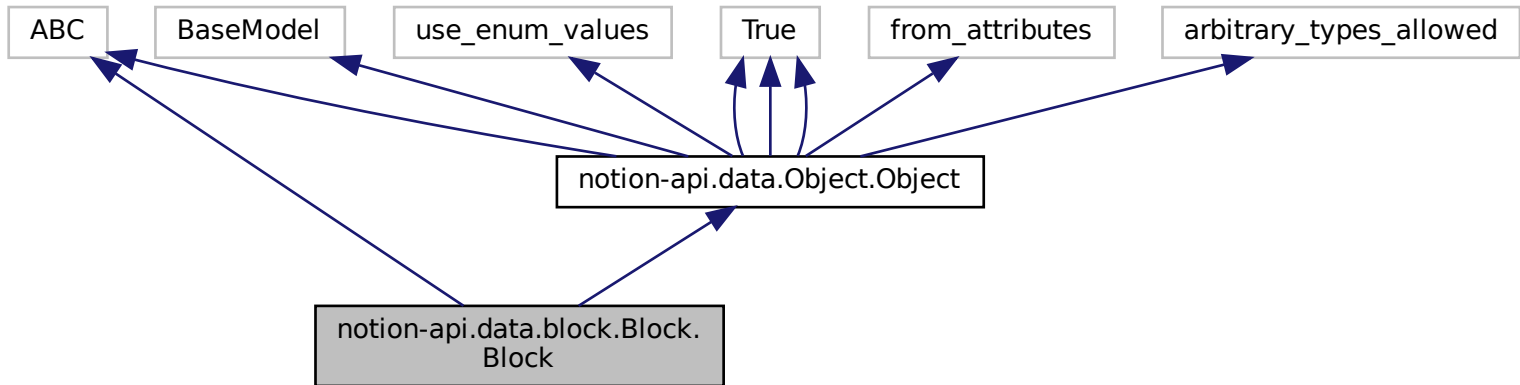 ABC
BaseModel
use_enum_values
True
from_attributes
arbitrary_types_allowed
notion-api.data.Object.Object
notion-api.data.block.Block.
Block